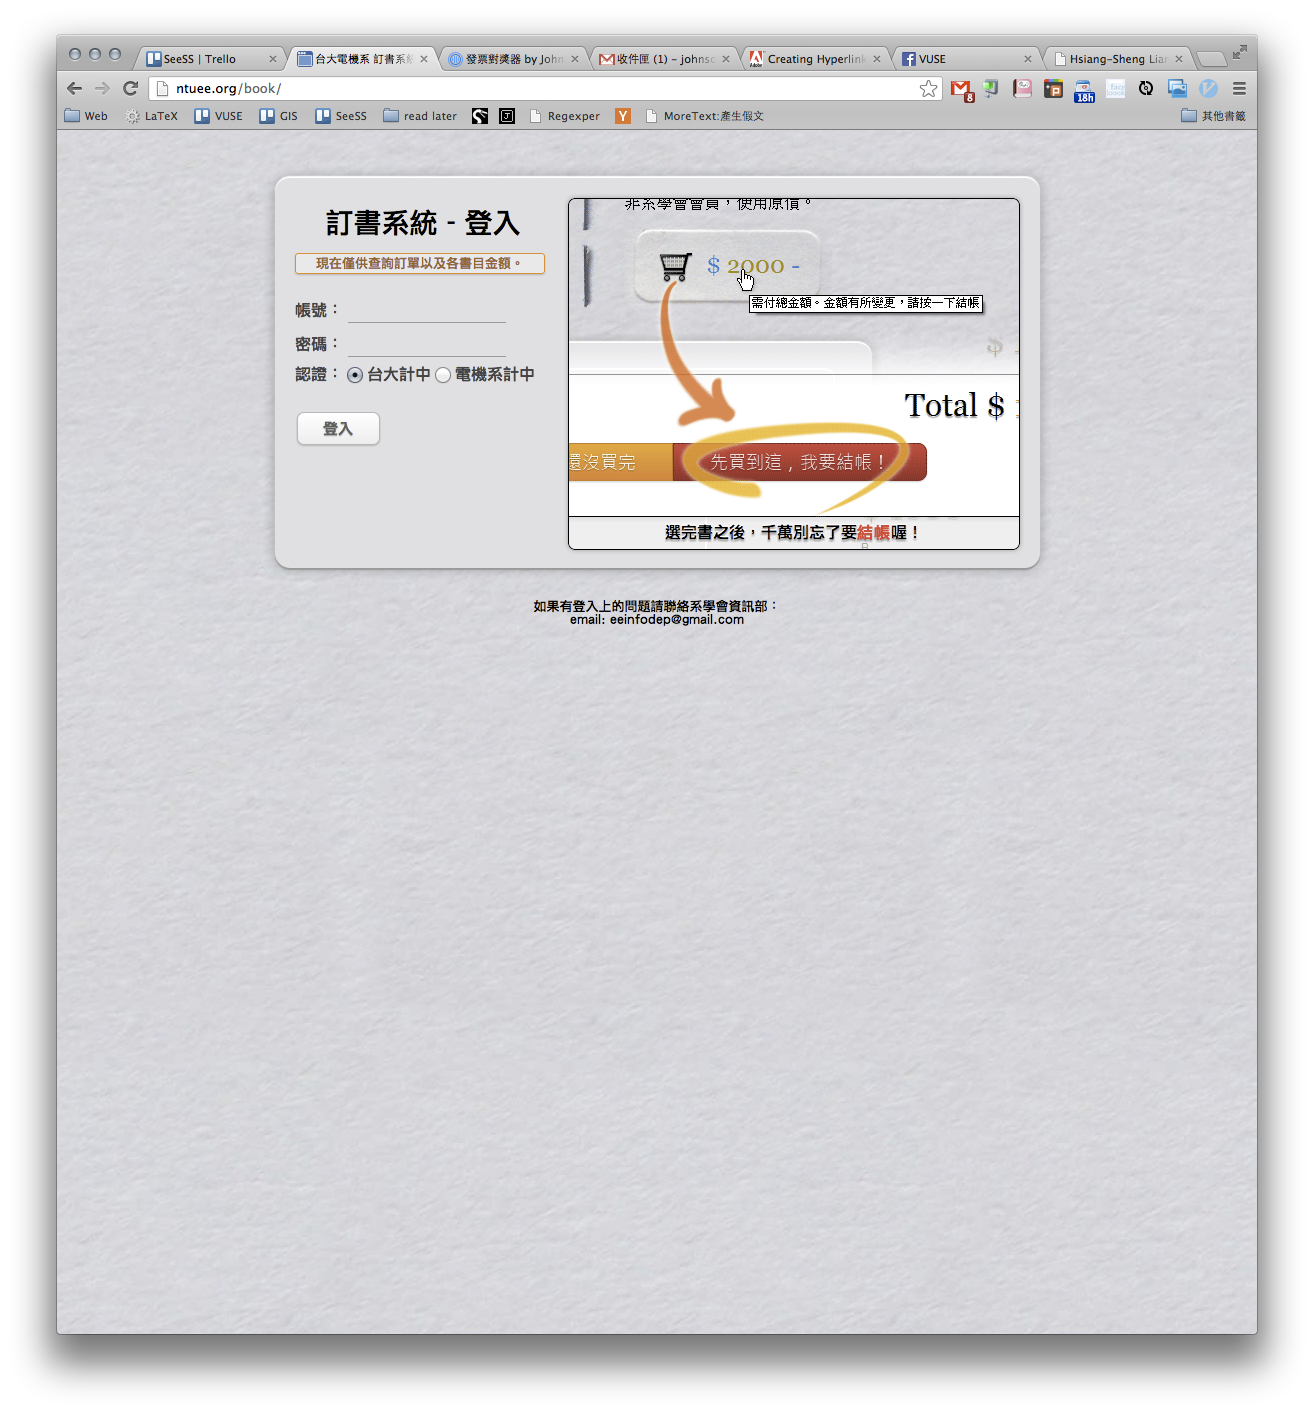 SeeSS | Trello
台大電機系 訂書系統
發票對獎器 by John
收件匣 (1) - johnsc
Creating Hyperlink
VUSE
Hsiang-Sheng Lian
ntuee.org/book/
8
18h
Web
LaTeX
VUSE
GIS
SeeSS
read later
Regexper
MoreText:產生假文
其他書籤
訂書系統 - 登入
現在僅供查詢訂單以及各書目金額。
帳號：
密碼：
認證： 台大計中 電機系計中
登入
非系學會會員，使用原價。
$ 2000 -
需付總金額。金額有所變更，請按一下結帳
Total $
還沒買完
先買到這，我要結帳！
選完書之後，千萬別忘了要結帳喔！
如果有登入上的問題請聯絡系學會資訊部：
email: eeinfodep@gmail.com